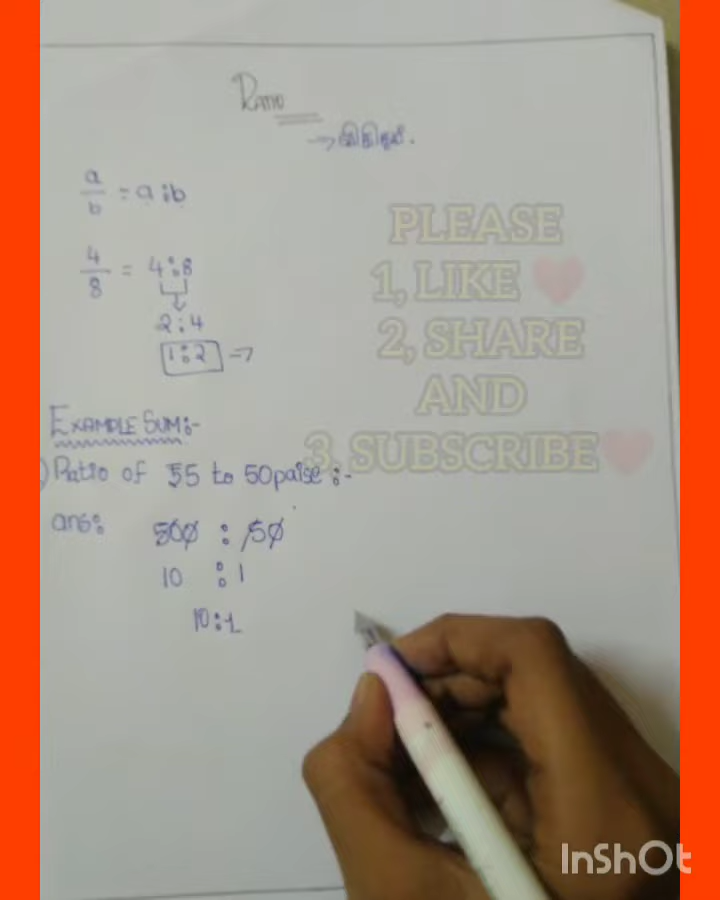 Ratio
→ விகிதம்.
a/b = a:b
4/8 = 4:8
2:4
1:2 →
EXAMPLE SUM:-
Ratio of ₹5 to 50paise :-
ans: 500 : 50
10 : 1
10:1
PLEASE
1, LIKE ❤
2, SHARE
AND
3, SUBSCRIBE❤
InShOt